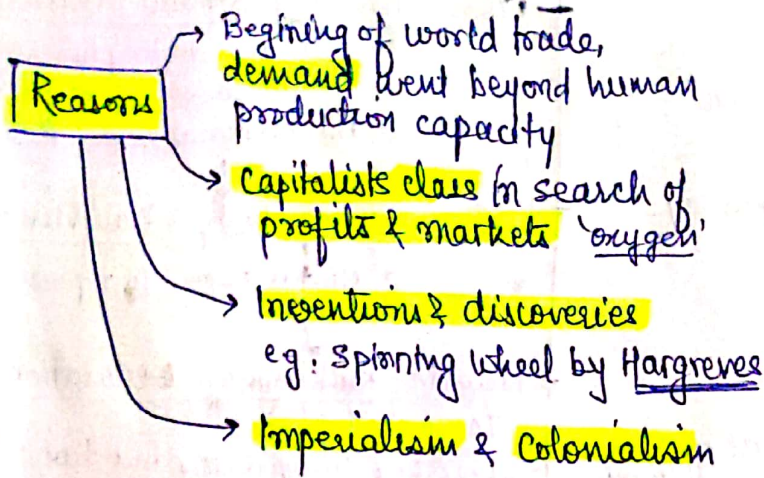 Reasons
Begining of world trade,
demand went beyond human
production capacity
Capitalists class in search of
profits & markets 'oxygen'
Inventions & discoveries
eg: Spinning wheel by Hargreves
Imperialism & Colonialism